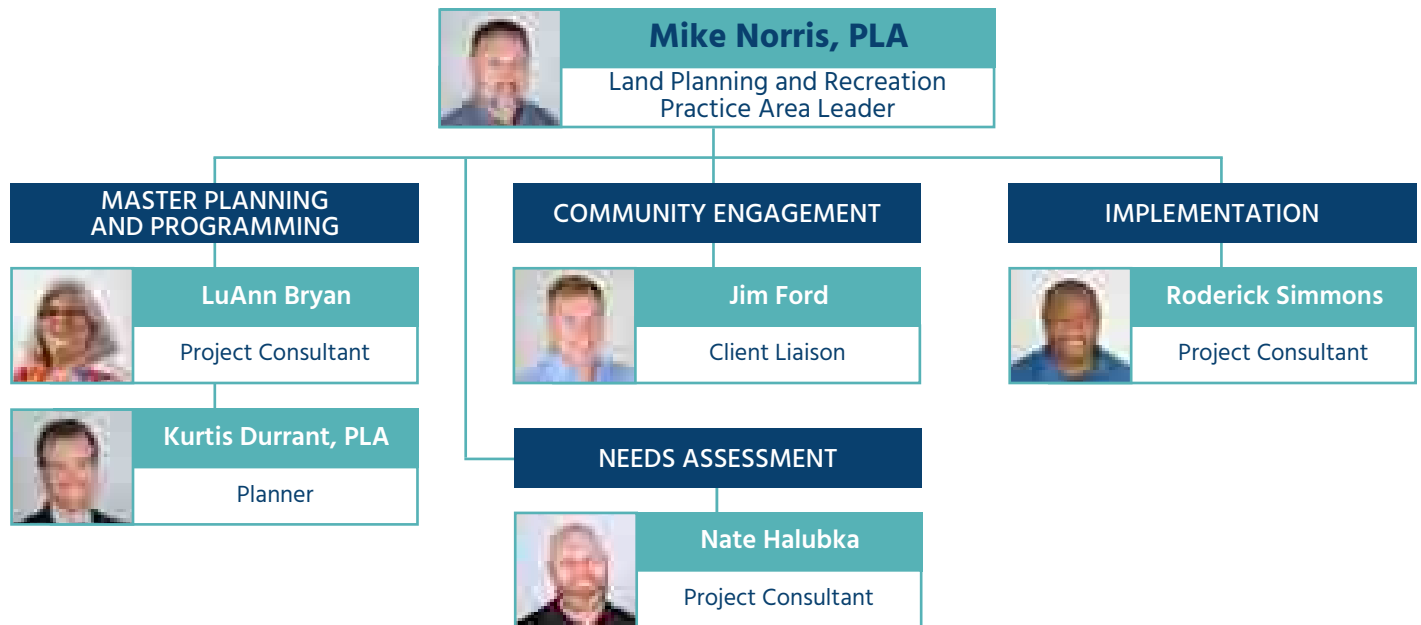 Mike Norris, PLA
Land Planning and Recreation
Practice Area Leader
MASTER PLANNING
AND PROGRAMMING
LuAnn Bryan
Project Consultant
Kurtis Durrant, PLA
Planner
COMMUNITY ENGAGEMENT
Jim Ford
Client Liaison
NEEDS ASSESSMENT
Nate Halubka
Project Consultant
IMPLEMENTATION
Roderick Simmons
Project Consultant